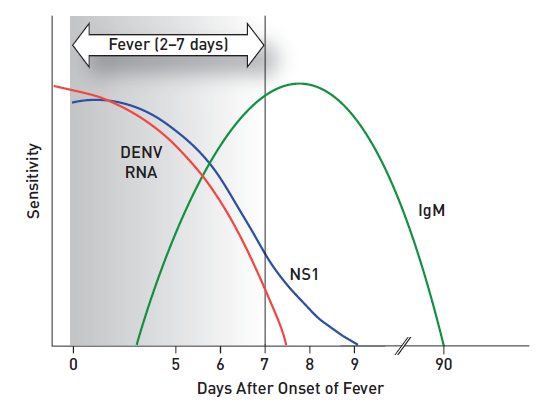 Fever (2–7 days)
DENV
RNA
IgM
NS1
Sensitivity
0 5 6 7 8 9 90
Days After Onset of Fever